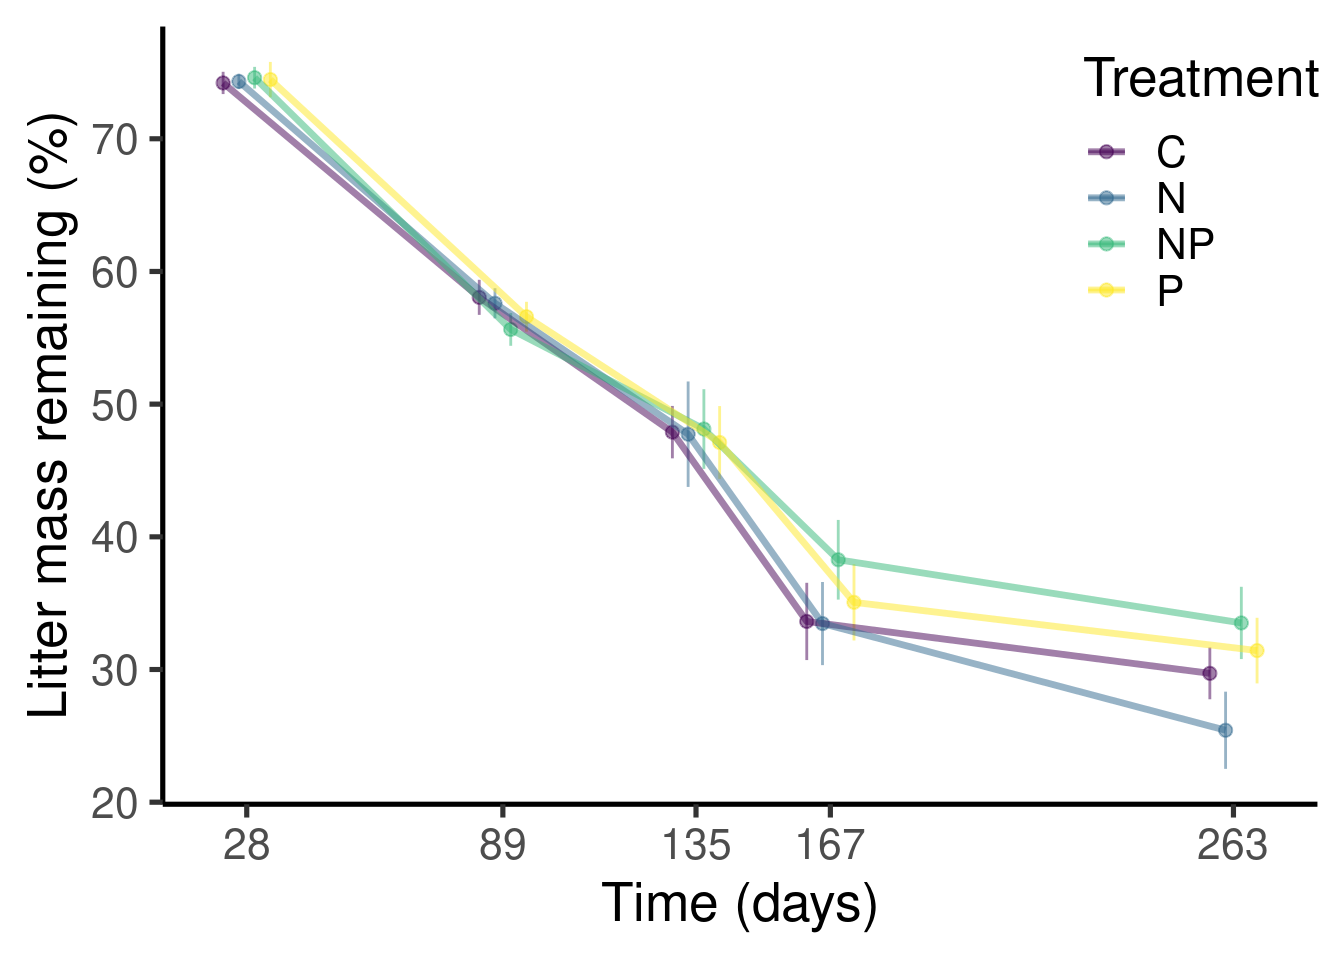 Treatment
C
N
NP
P
Litter mass remaining (%)
70
60
50
40
30
20
28 89 135 167 263
Time (days)